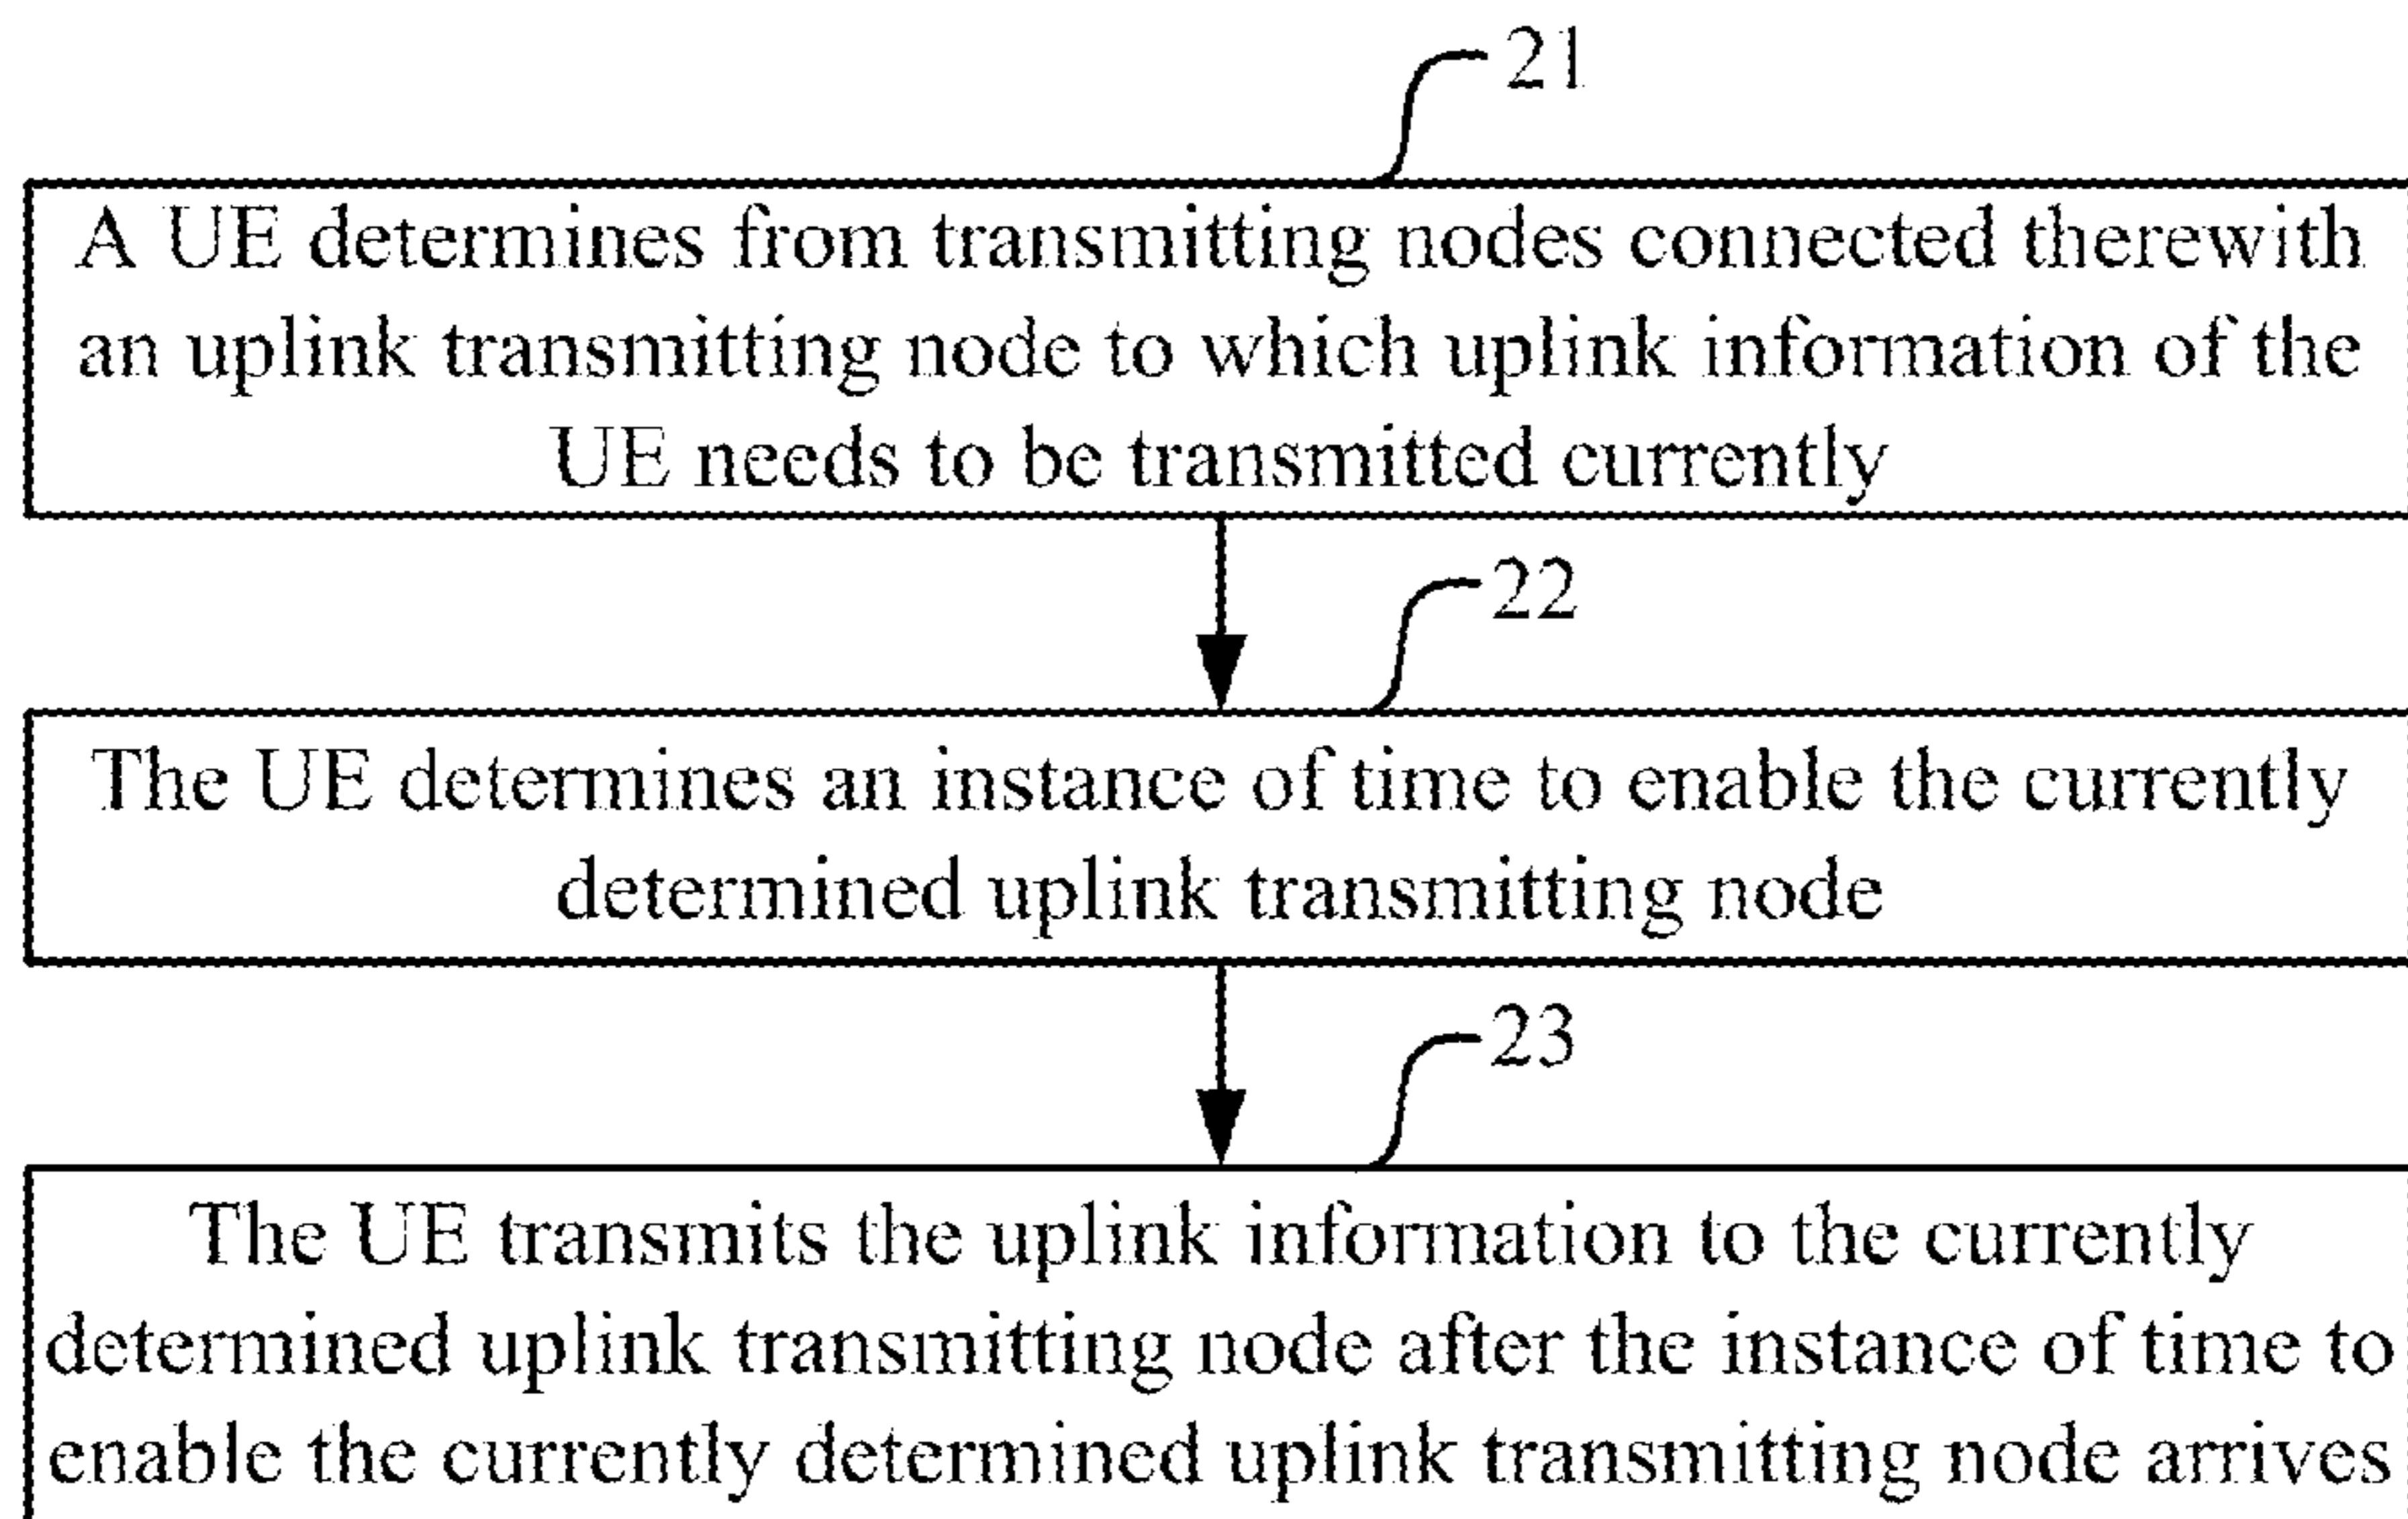 21
A UE determines from transmitting nodes connected therewith
an uplink transmitting node to which uplink information of the
UE needs to be transmitted currently
22
The UE determines an instance of time to enable the currently
determined uplink transmitting node
23
The UE transmits the uplink information to the currently
determined uplink transmitting node after the instance of time to
enable the currently determined uplink transmitting node arrives